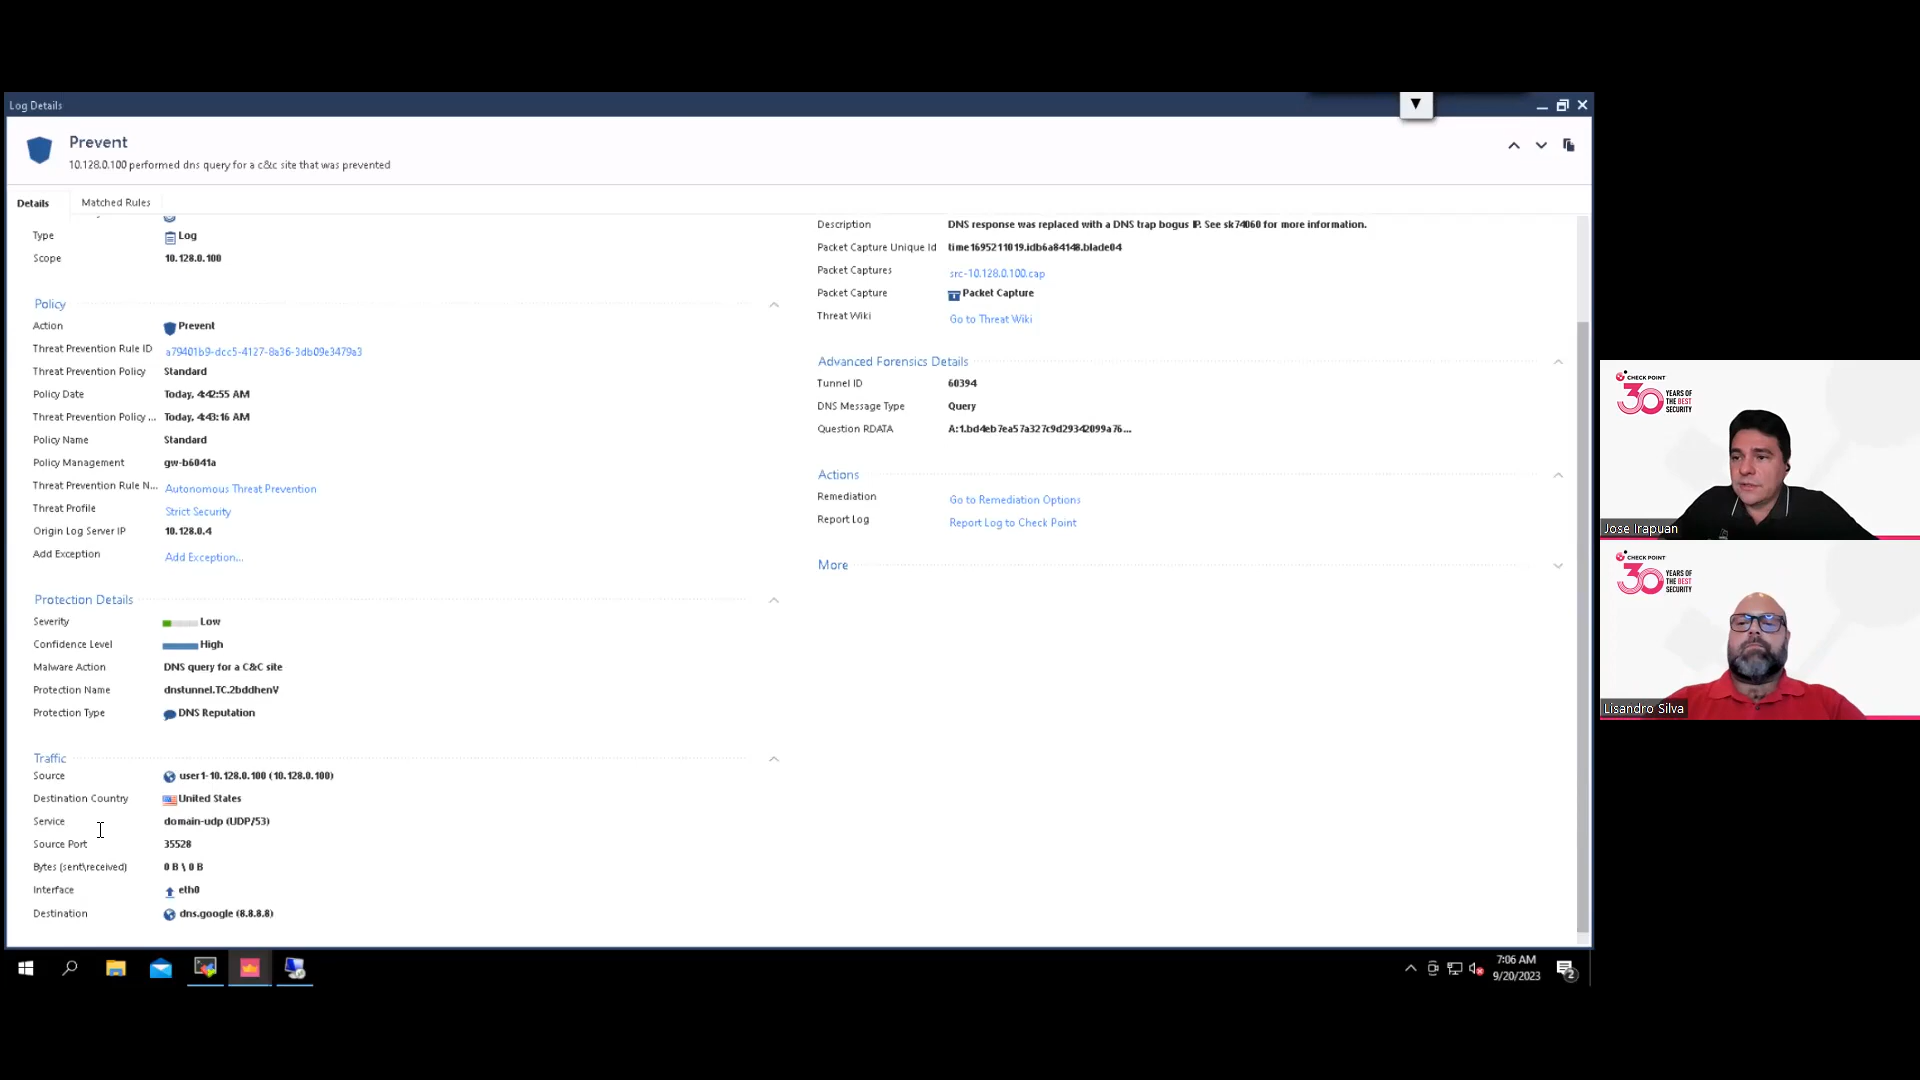 Log Details
Prevent
10.128.0.100 performed dns query for a c&c site that was prevented
Details
Matched Rules
Type Log
Scope 10.128.0.100
Policy
Action Prevent
Threat Prevention Rule ID a79401b9-dcc5-4127-8a36-3db09e3479a3
Threat Prevention Policy Standard
Policy Date Today, 4:42:55 AM
Threat Prevention Policy ... Today, 4:43:16 AM
Policy Name Standard
Policy Management gw-b6041a
Threat Prevention Rule N... Autonomous Threat Prevention
Threat Profile Strict Security
Origin Log Server IP 10.128.0.4
Add Exception Add Exception...
Protection Details
Severity Low
Confidence Level High
Malware Action DNS query for a C&C site
Protection Name dnstunnel.TC.2bddhenV
Protection Type DNS Reputation
Traffic
Source user1-10.128.0.100 (10.128.0.100)
Destination Country United States
Service domain-udp (UDP/53)
Source Port 35528
Bytes (sent\received) 0 B \ 0 B
Interface eth0
Destination dns.google (8.8.8.8)
Description DNS response was replaced with a DNS trap bogus IP. See sk74060 for more information.
Packet Capture Unique Id time1695211019.idb6a84148.blade04
Packet Captures src-10.128.0.100.cap
Packet Capture Packet Capture
Threat Wiki Go to Threat Wiki
Advanced Forensics Details
Tunnel ID 60394
DNS Message Type Query
Question RDATA A:1.bd4eb7ea57a327c9d29342099a76...
Actions
Remediation Go to Remediation Options
Report Log Report Log to Check Point
More
CHECK POINT
30 YEARS OF
THE BEST
SECURITY
Jose Irapuan
CHECK POINT
30 YEARS OF
THE BEST
SECURITY
Lisandro Silva
7:06 AM
9/20/2023
2